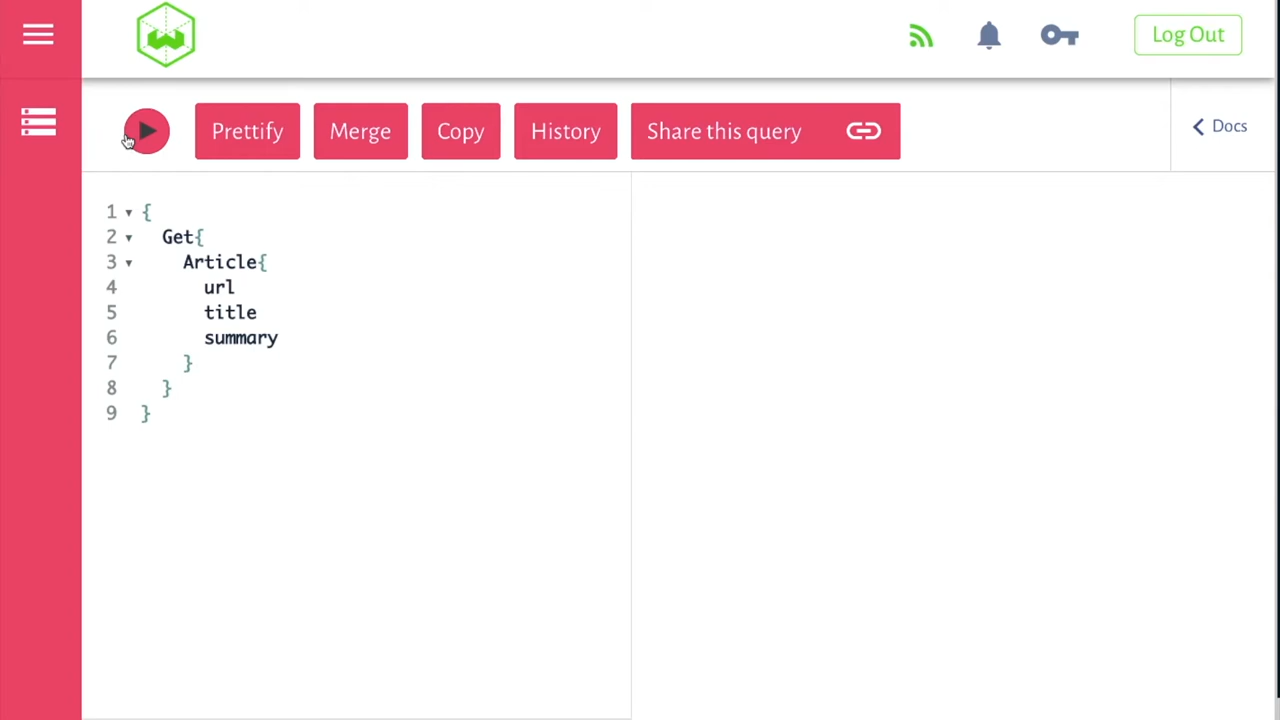 Log Out
Prettify Merge Copy History Share this query Docs
1 {
2 Get{
3 Article{
4 url
5 title
6 summary
7 }
8 }
9 }